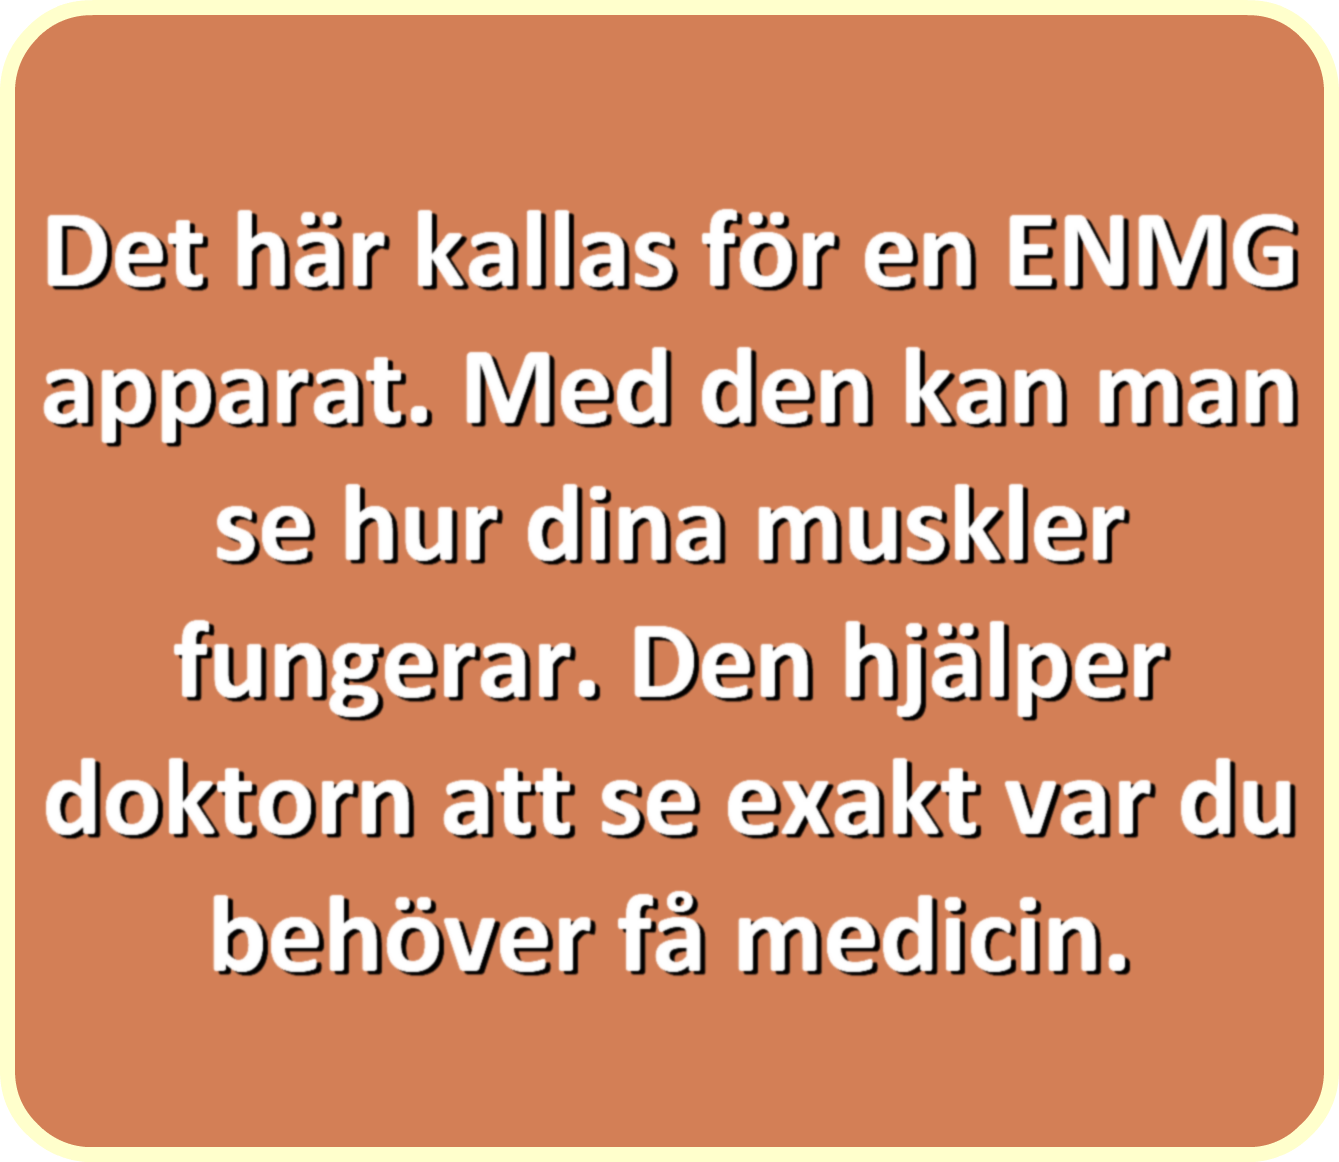 Det här kallas för en ENMG
apparat. Med den kan man
se hur dina muskler
fungerar. Den hjälper
doktorn att se exakt var du
behöver få medicin.